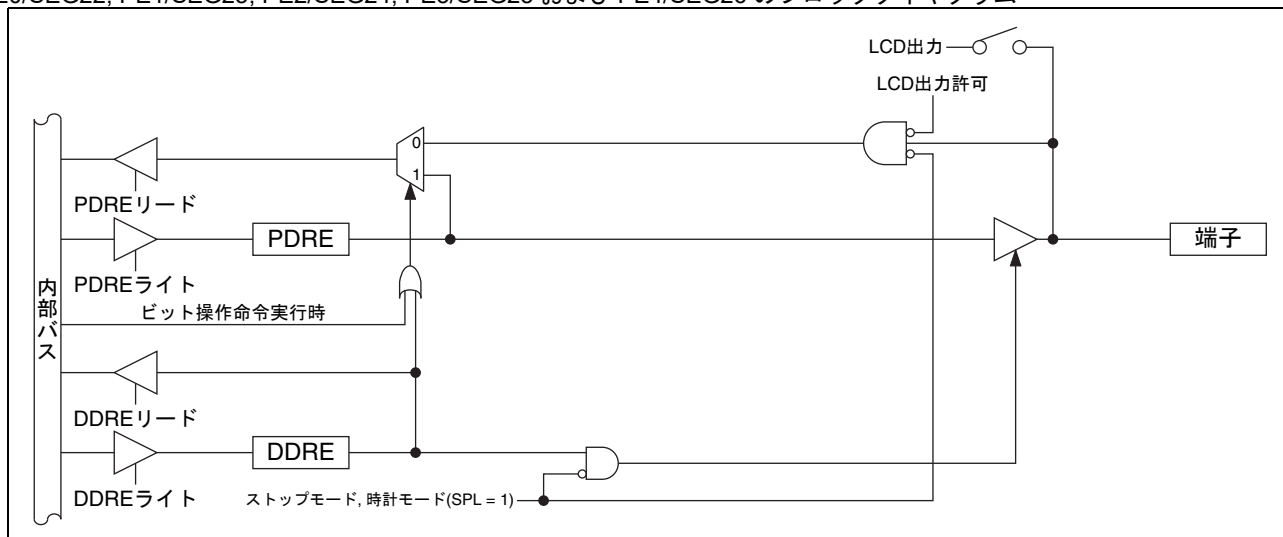 LCD出力
LCD出力許可
0
1
PDREリード
PDRE
端子
PDREライト
内部バス
ビット操作命令実行時
DDREリード
DDRE
DDREライト
ストップモード, 時計モード(SPL = 1)